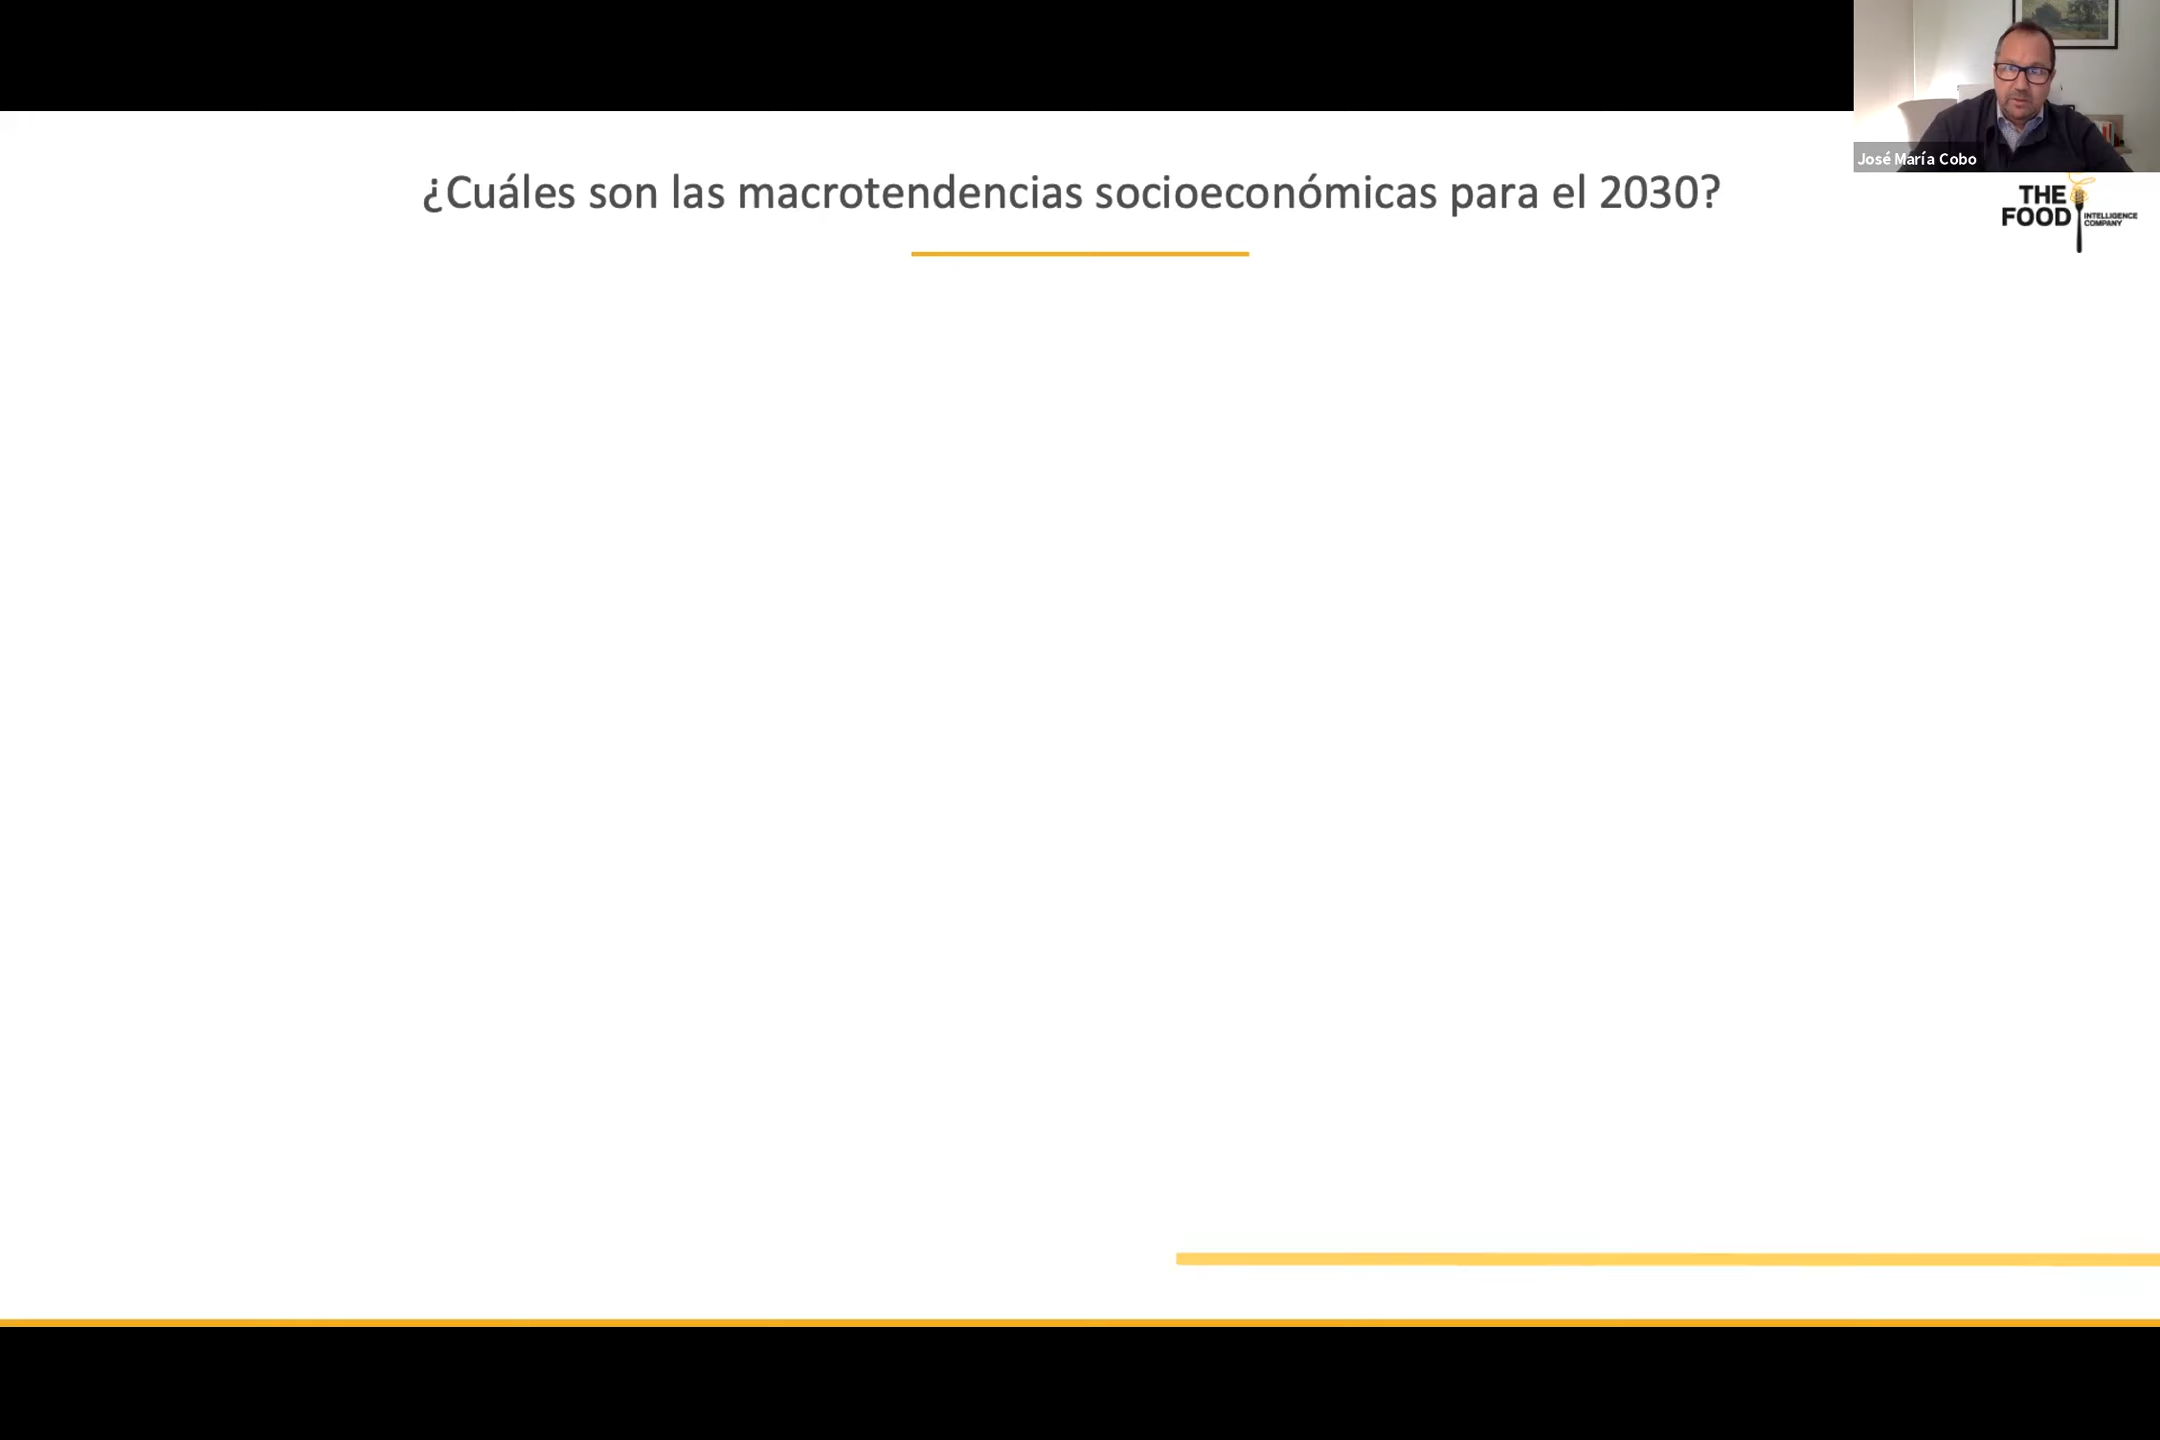 José María Cobo
¿Cuáles son las macrotendencias socioeconómicas para el 2030?
THE
FOOD
INTELLIGENCE
COMPANY